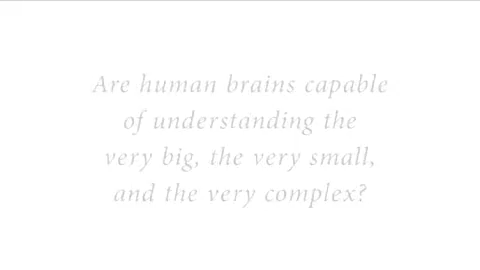 Are human brains capable
of understanding the
very big, the very small,
and the very complex?